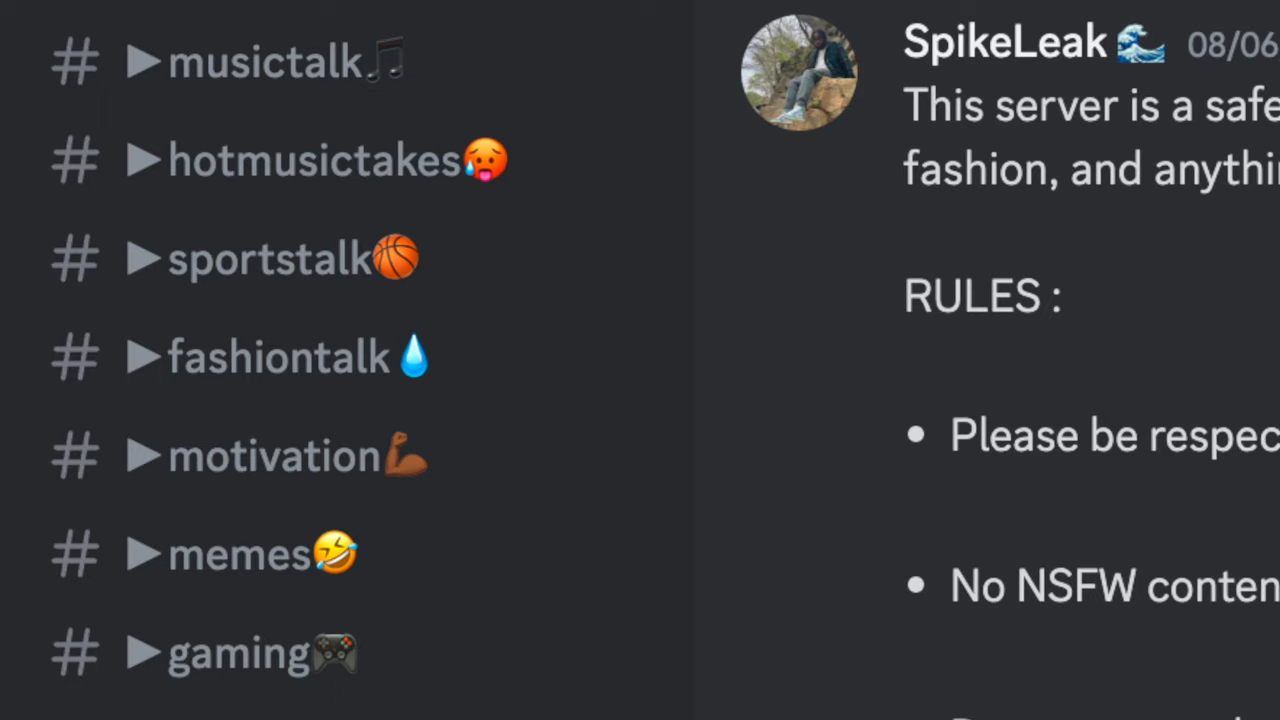 # ▶musictalk🎵
# ▶hotmusictakes🥵
# ▶sportstalk🏀
# ▶fashiontalk💧
# ▶motivation💪🏾
# ▶memes🤣
# ▶gaming🎮
SpikeLeak 🌊 08/06
This server is a safe
fashion, and anythi
RULES :
• Please be respec
• No NSFW conten